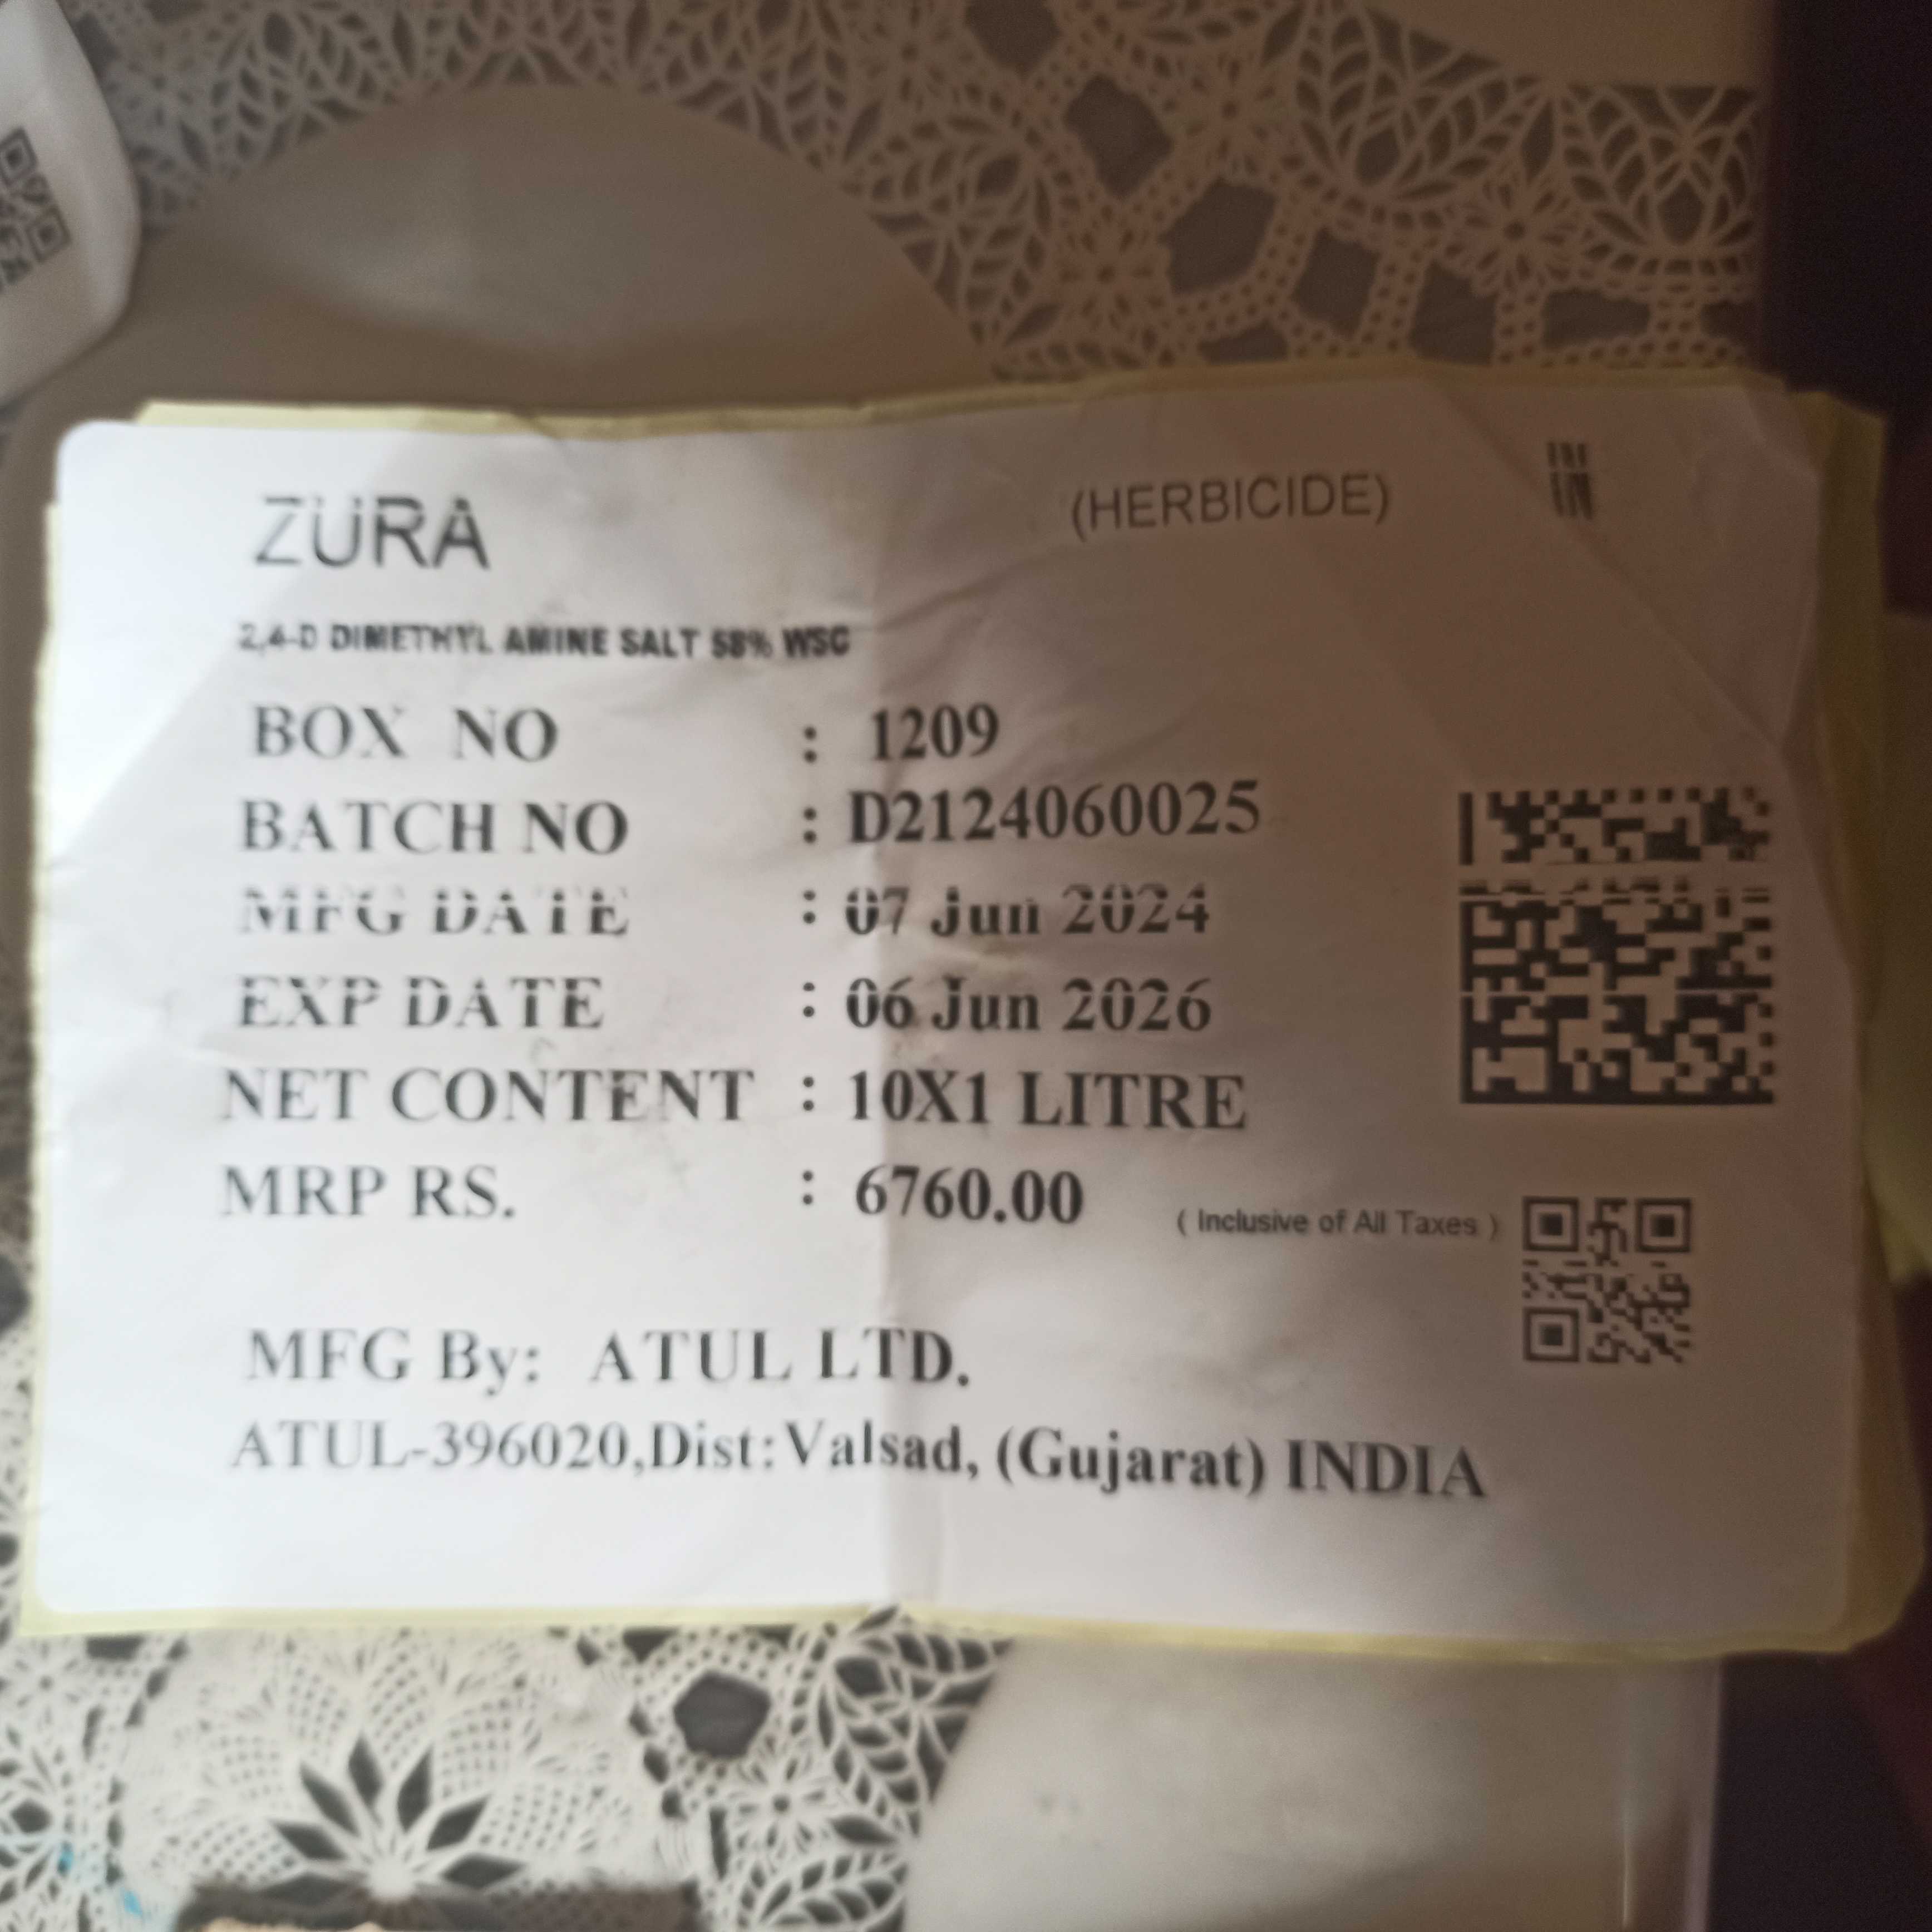 ZURA (HERBICIDE)
2,4-D DIMETHYL AMINE SALT 58% WSC
BOX NO : 1209
BATCH NO : D2124060025
MFG DATE : 07 Jun 2024
EXP DATE : 06 Jun 2026
NET CONTENT : 10X1 LITRE
MRP RS. : 6760.00 ( Inclusive of All Taxes )
MFG By: ATUL LTD.
ATUL-396020,Dist:Valsad, (Gujarat) INDIA